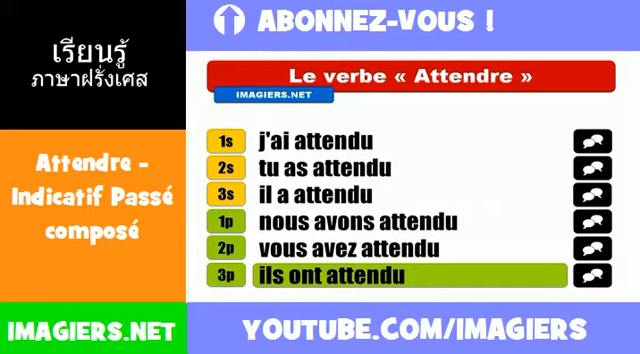 เรียนรู้
ภาษาฝรั่งเศส
Attendre -
Indicatif Passé
composé
IMAGIERS.NET
ABONNEZ-VOUS !
Le verbe « Attendre »
IMAGIERS.NET
1s j'ai attendu
2s tu as attendu
3s il a attendu
1p nous avons attendu
2p vous avez attendu
3p ils ont attendu
YOUTUBE.COM/IMAGIERS